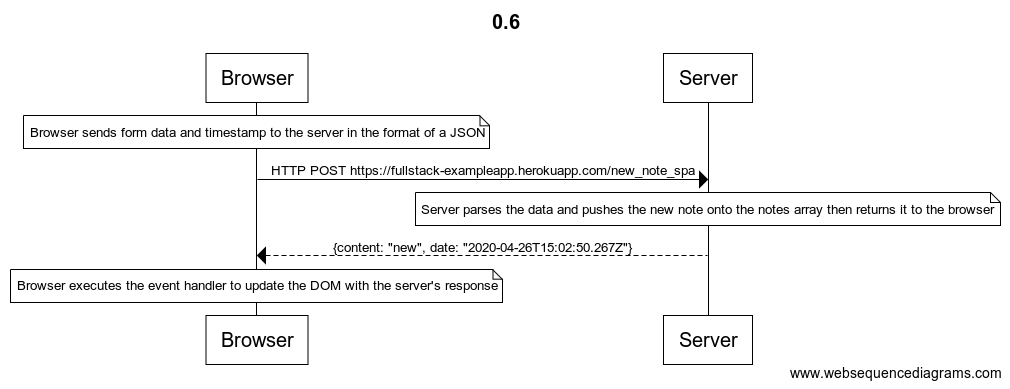 0.6
Browser
Server
Browser sends form data and timestamp to the server in the format of a JSON
HTTP POST https://fullstack-exampleapp.herokuapp.com/new_note_spa
Server parses the data and pushes the new note onto the notes array then returns it to the browser
{content: "new", date: "2020-04-26T15:02:50.267Z"}
Browser executes the event handler to update the DOM with the server's response
Browser
Server
www.websequencediagrams.com